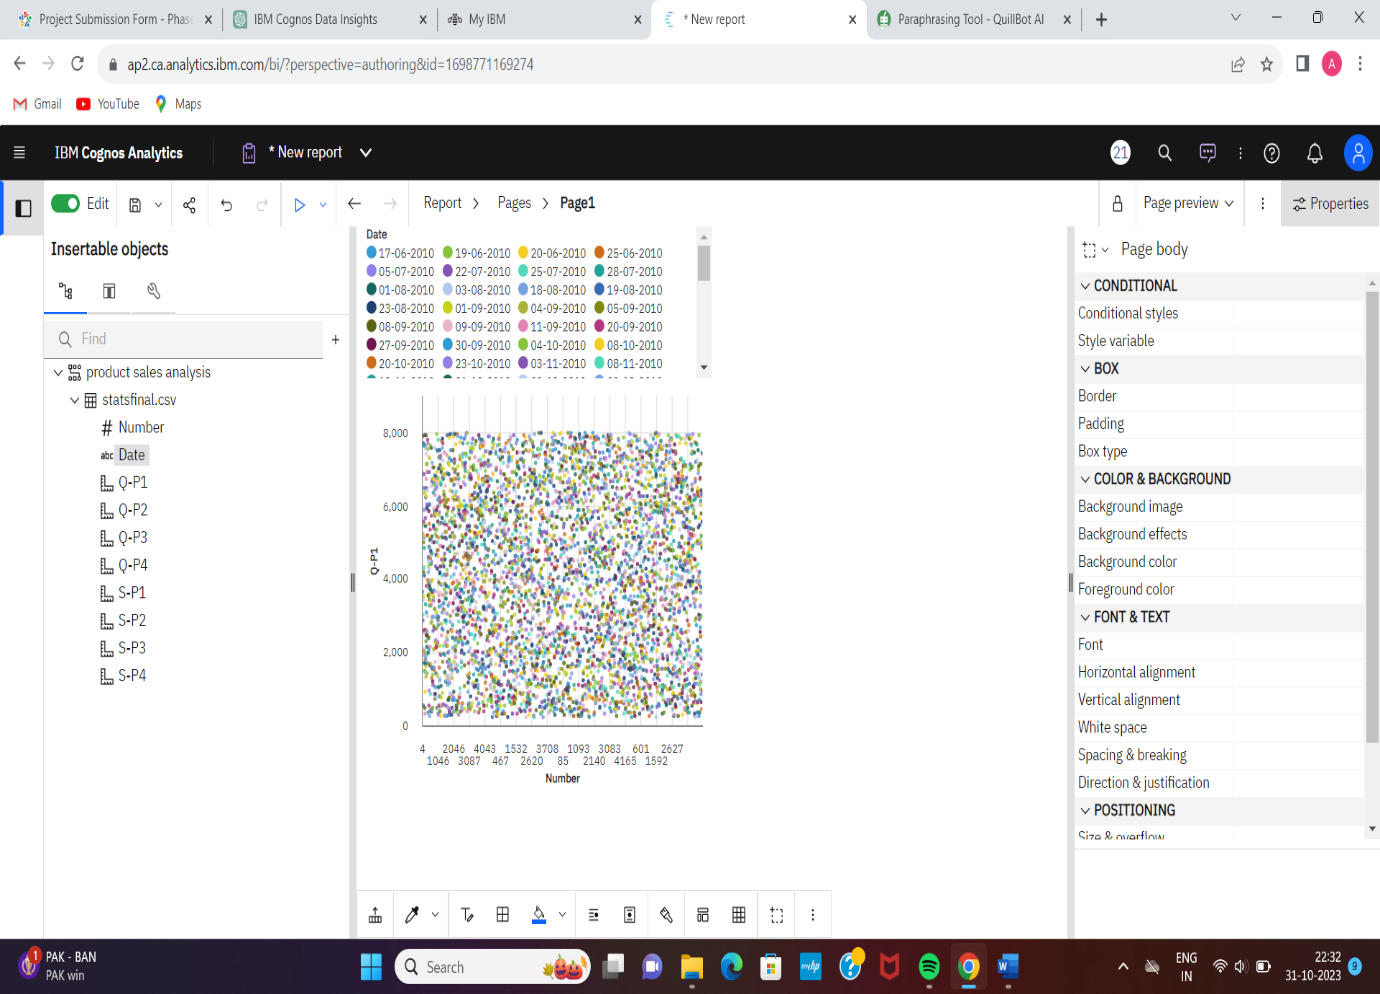 Project Submission Form - Phase
IBM Cognos Data Insights
My IBM
* New report
Paraphrasing Tool - QuillBot AI
ap2.ca.analytics.ibm.com/bi/?perspective=authoring&id=1698771169274
A
Gmail
YouTube
Maps
IBM Cognos Analytics
* New report
21
Edit
Report > Pages > Page1
Page preview
Properties
Insertable objects
Find
product sales analysis
statsfinal.csv
# Number
abc Date
Q-P1
Q-P2
Q-P3
Q-P4
S-P1
S-P2
S-P3
S-P4
Date
17-06-2010 19-06-2010 20-06-2010 25-06-2010
05-07-2010 22-07-2010 25-07-2010 28-07-2010
01-08-2010 03-08-2010 18-08-2010 19-08-2010
23-08-2010 01-09-2010 04-09-2010 05-09-2010
08-09-2010 09-09-2010 11-09-2010 20-09-2010
27-09-2010 30-09-2010 04-10-2010 08-10-2010
20-10-2010 23-10-2010 03-11-2010 08-11-2010
8,000
6,000
4,000
2,000
0
Q-P1
4 2046 4043 1532 3708 1093 3083 601 2627
1046 3087 467 2620 85 2140 4165 1592
Number
Page body
CONDITIONAL
Conditional styles
Style variable
BOX
Border
Padding
Box type
COLOR & BACKGROUND
Background image
Background effects
Background color
Foreground color
FONT & TEXT
Font
Horizontal alignment
Vertical alignment
White space
Spacing & breaking
Direction & justification
POSITIONING
Size & overflow
1
PAK - BAN
PAK win
Search
myhp
W
ENG
IN
22:32
31-10-2023
9